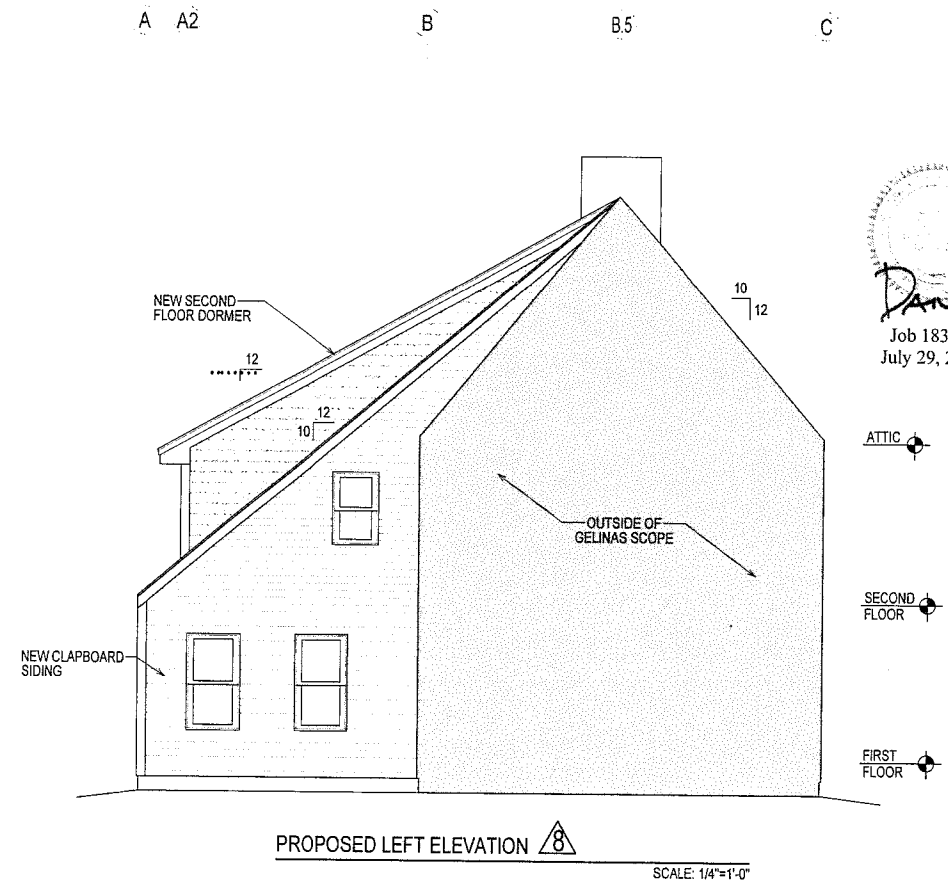 A A2 B B.5 C
NEW SECOND
FLOOR DORMER
12
12
10
10
12
Job 183
July 29,
ATTIC
OUTSIDE OF
GELINAS SCOPE
SECOND
FLOOR
NEW CLAPBOARD
SIDING
FIRST
FLOOR
PROPOSED LEFT ELEVATION 8
SCALE: 1/4"=1'-0"